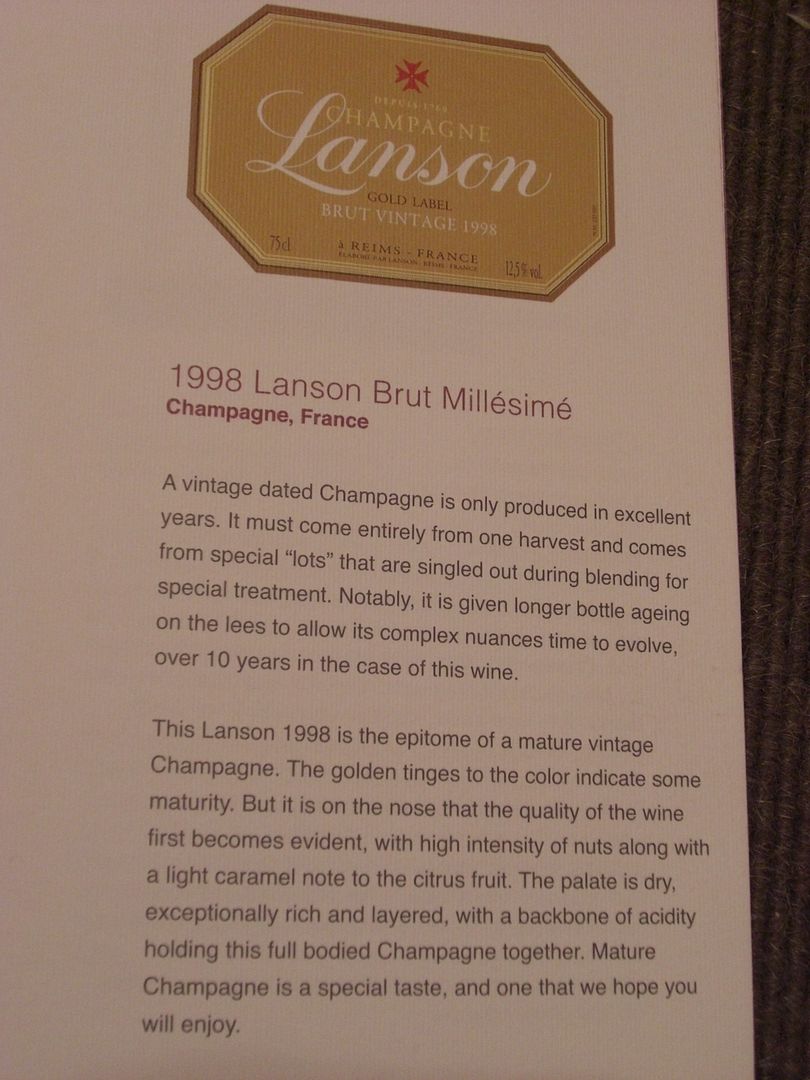 DEPUIS 1760
CHAMPAGNE
Lanson
GOLD LABEL
BRUT VINTAGE 1998
75cl
à REIMS - FRANCE
ÉLABORÉ PAR LANSON - REIMS - FRANCE
12,5 % vol.
1998 Lanson Brut Millésimé
Champagne, France
A vintage dated Champagne is only produced in excellent
years. It must come entirely from one harvest and comes
from special “lots” that are singled out during blending for
special treatment. Notably, it is given longer bottle ageing
on the lees to allow its complex nuances time to evolve,
over 10 years in the case of this wine.
This Lanson 1998 is the epitome of a mature vintage
Champagne. The golden tinges to the color indicate some
maturity. But it is on the nose that the quality of the wine
first becomes evident, with high intensity of nuts along with
a light caramel note to the citrus fruit. The palate is dry,
exceptionally rich and layered, with a backbone of acidity
holding this full bodied Champagne together. Mature
Champagne is a special taste, and one that we hope you
will enjoy.